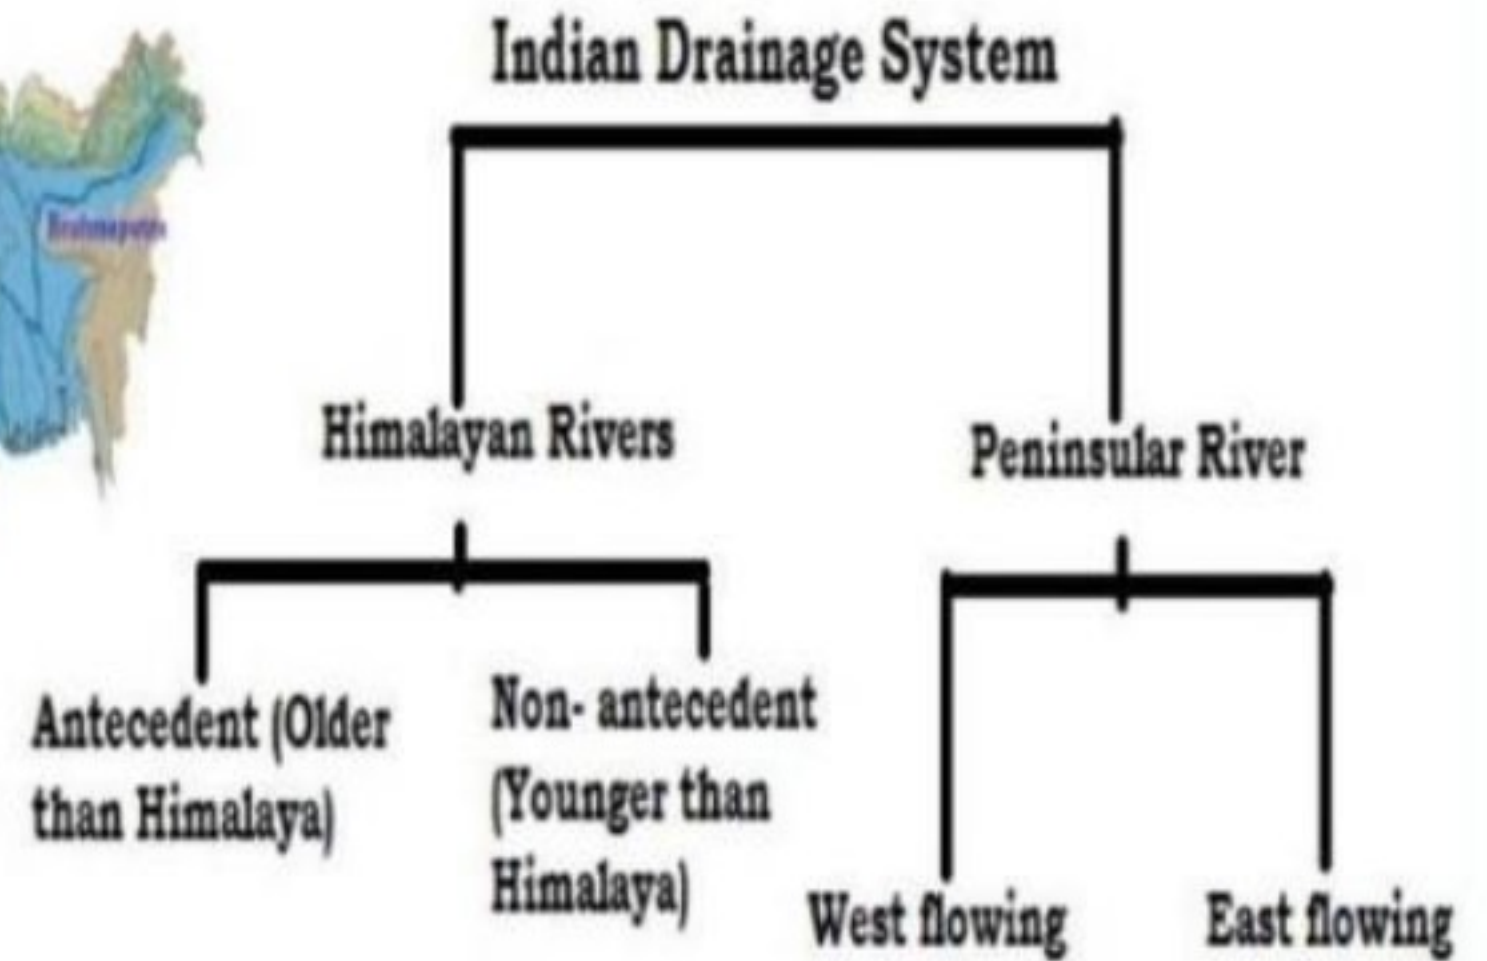 Indian Drainage System
Brahmaputra
Himalayan Rivers
Peninsular River
Antecedent (Older
than Himalaya)
Non- antecedent
(Younger than
Himalaya)
West flowing
East flowing